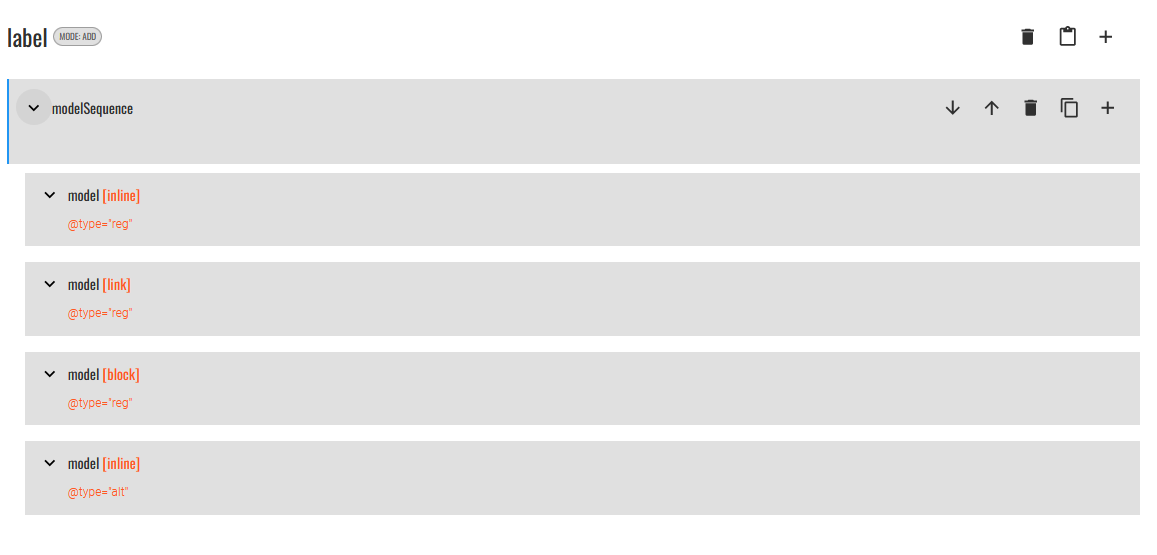 label MODE: ADD
modelSequence
model [inline]
@type="reg"
model [link]
@type="reg"
model [block]
@type="reg"
model [inline]
@type="alt"